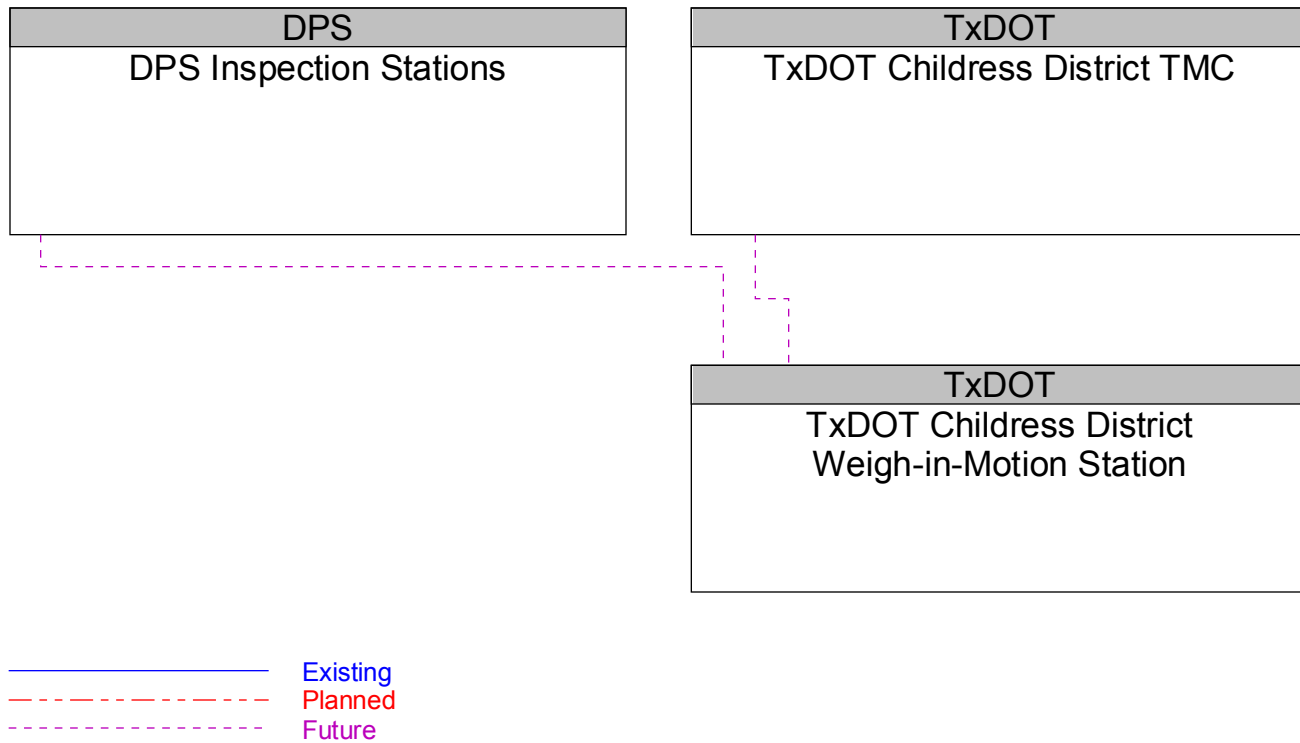 DPS
DPS Inspection Stations
TxDOT
TxDOT Childress District TMC
TxDOT
TxDOT Childress District
Weigh-in-Motion Station
Existing
Planned
Future